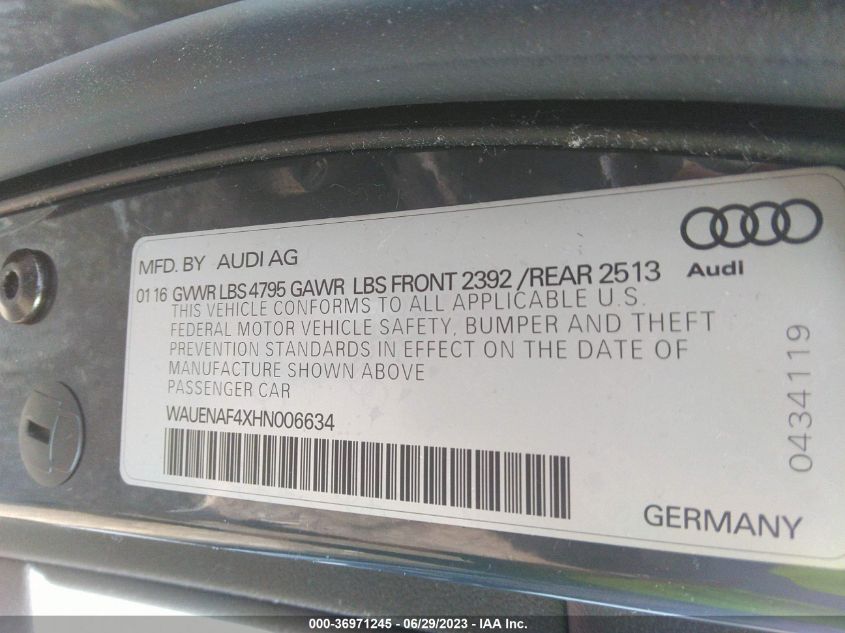 MFD. BY AUDI AG
01 16 GVWR LBS 4795 GAWR LBS FRONT 2392 /REAR 2513
THIS VEHICLE CONFORMS TO ALL APPLICABLE U.S.
FEDERAL MOTOR VEHICLE SAFETY, BUMPER AND THEFT
PREVENTION STANDARDS IN EFFECT ON THE DATE OF
MANUFACTURE SHOWN ABOVE
PASSENGER CAR
WAUENAF4XHN006634
Audi
0434119
GERMANY
000-36971245 - 06/29/2023 - IAA Inc.